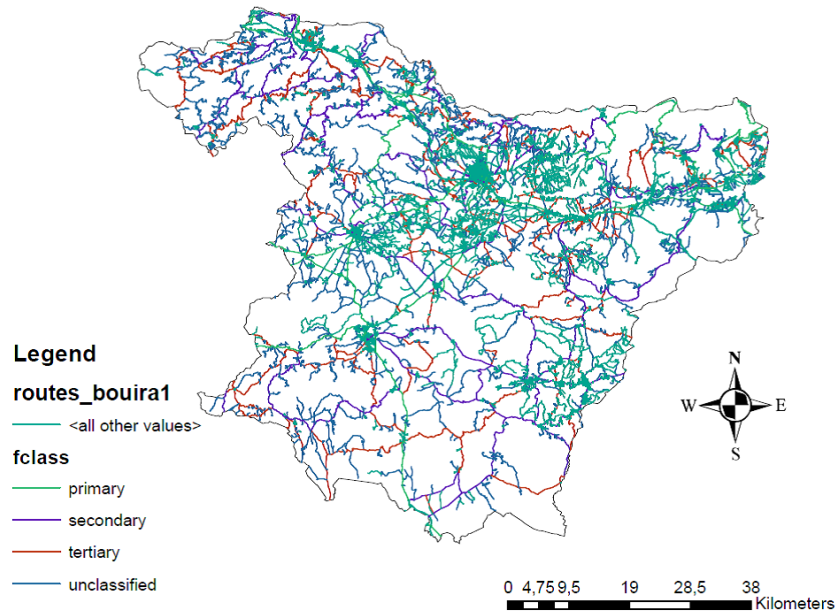 Legend
routes_bouira1
<all other values>
fclass
primary
secondary
tertiary
unclassified
N
W E
S
0 4,75 9,5 19 28,5 38
Kilometers